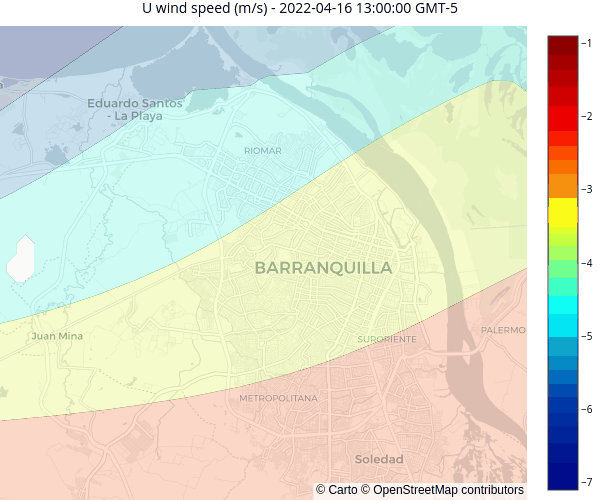 U wind speed (m/s) - 2022-04-16 13:00:00 GMT-5
−1
Eduardo Santos
- La Playa
−2
RIOMAR
−3
BARRANQUILLA
−4
Juan Mina
SURORIENTE
PALERMO
−5
METROPOLITANA
−6
Soledad
−7
© Carto © OpenStreetMap contributors